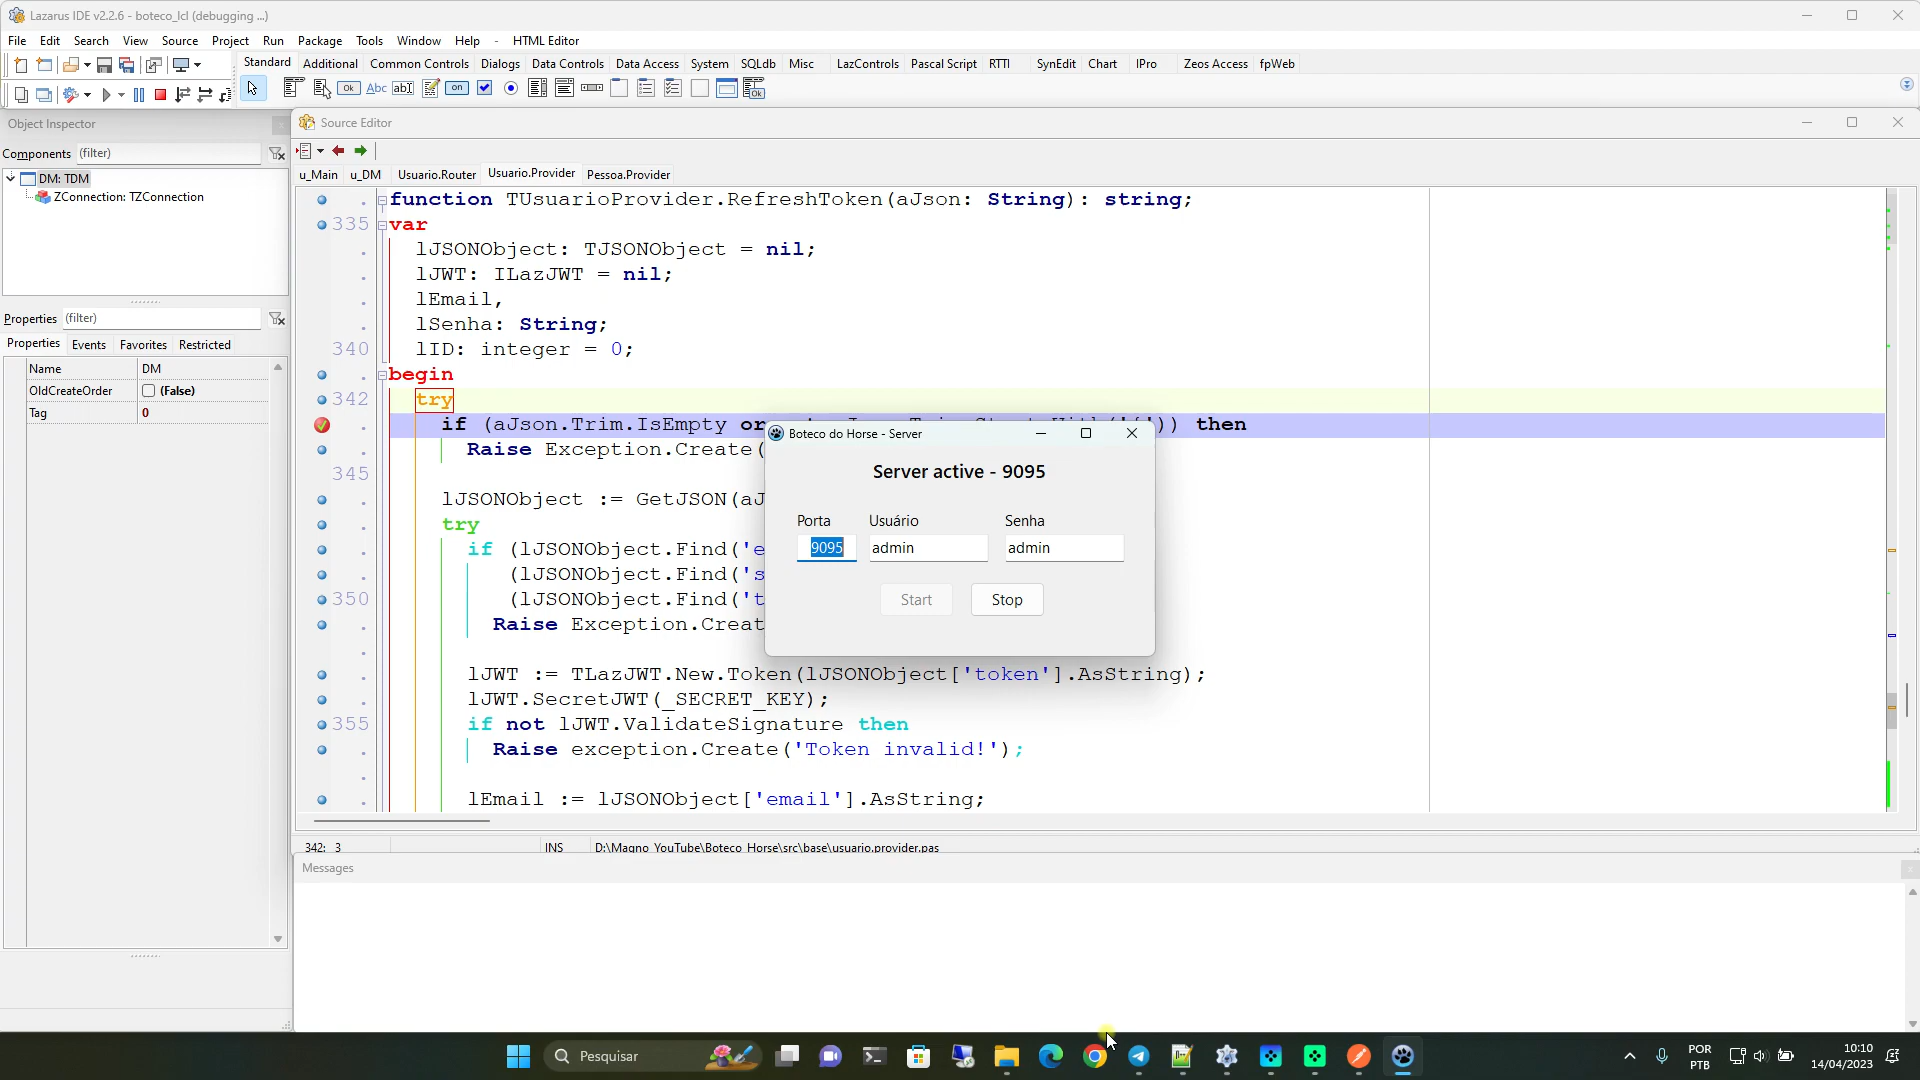 Lazarus IDE v2.2.6 - boteco_lcl (debugging ...)
File Edit Search View Source Project Run Package Tools Window Help - HTML Editor
Standard Additional Common Controls Dialogs Data Controls Data Access System SQLdb Misc LazControls Pascal Script RTTI SynEdit Chart IPro Zeos Access fpWeb
Ok Abc abI on Ok
Object Inspector
Components (filter)
DM: TDM
ZConnection: TZConnection
Properties (filter)
Properties Events Favorites Restricted
Name DM
OldCreateOrder (False)
Tag 0
Source Editor
u_Main u_DM Usuario.Router Usuario.Provider Pessoa.Provider
function TUsuarioProvider.RefreshToken(aJson: String): string;
335 var
lJSONObject: TJSONObject = nil;
lJWT: ILazJWT = nil;
lEmail,
lSenha: String;
340 lID: integer = 0;
begin
342 try
if (aJson.Trim.IsEmpty or ')) then
Raise Exception.Create(
345
lJSONObject := GetJSON(aJ
try
if (lJSONObject.Find('e
(lJSONObject.Find('s
350 (lJSONObject.Find('t
Raise Exception.Creat
lJWT := TLazJWT.New.Token(lJSONObject['token'].AsString);
lJWT.SecretJWT(_SECRET_KEY);
355 if not lJWT.ValidateSignature then
Raise exception.Create('Token invalid!');
lEmail := lJSONObject['email'].AsString;
342: 3 INS D:\Magno_YouTube\Boteco_Horse\src\base\usuario.provider.pas
Boteco do Horse - Server
Server active - 9095
Porta Usuário Senha
9095 admin admin
Start Stop
Messages
Pesquisar
POR
PTB
10:10
14/04/2023